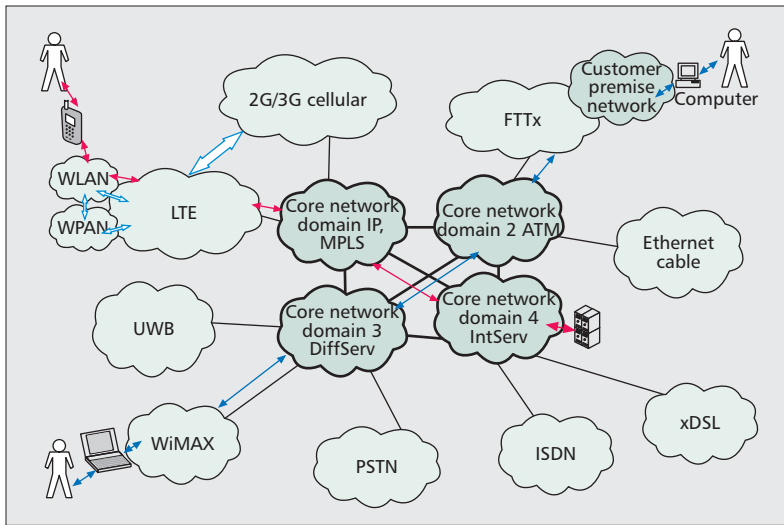 2G/3G cellular
Customer
premise
network
Computer
FTTx
WLAN
WPAN
LTE
Core network
domain IP,
MPLS
Core network
domain 2 ATM
Ethernet
cable
UWB
Core network
domain 3
DiffServ
Core network
domain 4
IntServ
WiMAX
PSTN
ISDN
xDSL